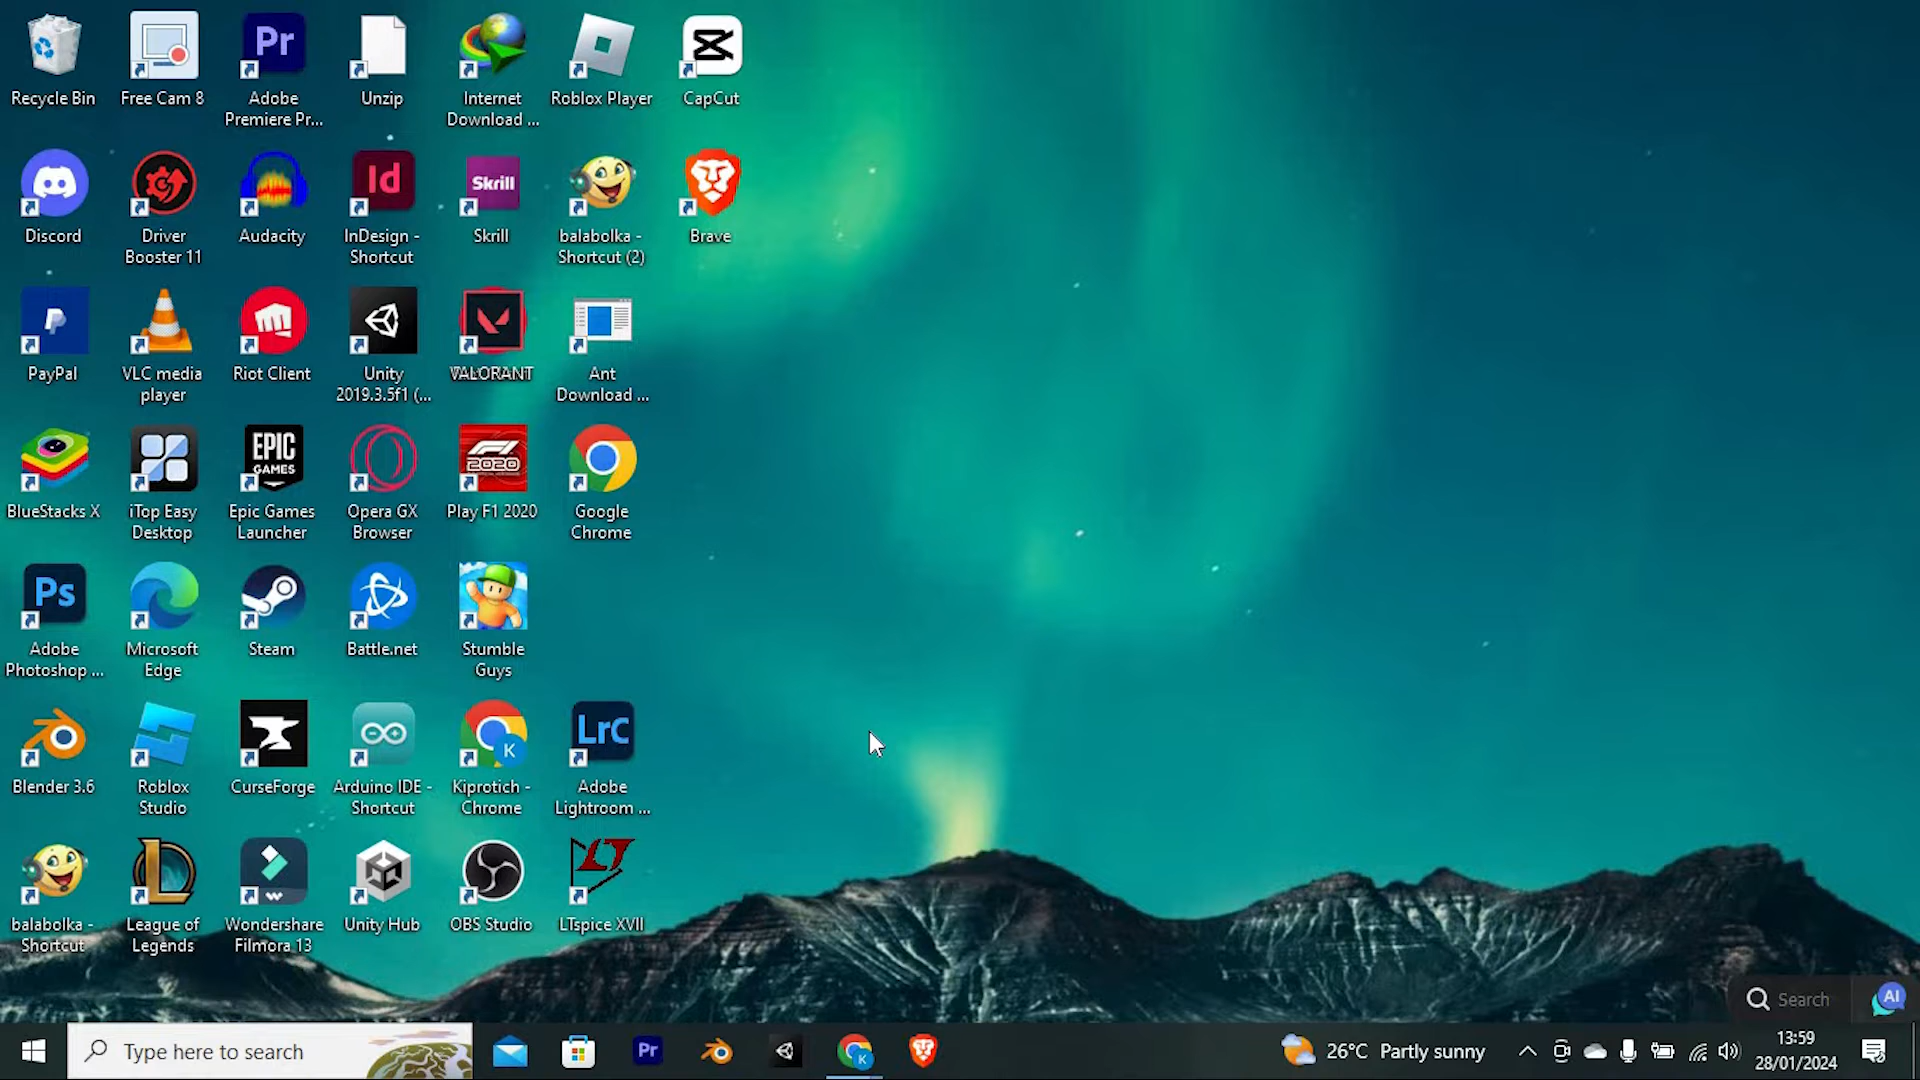 Recycle Bin
Free Cam 8
Pr
Adobe
Premiere Pr...
Unzip
Internet
Download ...
Roblox Player
CapCut
Discord
Driver
Booster 11
Audacity
Id
InDesign -
Shortcut
Skrill
Skrill
balabolka -
Shortcut (2)
Brave
PayPal
VLC media
player
Riot Client
Unity
2019.3.5f1 (...
VALORANT
Ant
Download ...
BlueStacks X
iTop Easy
Desktop
EPIC
GAMES
Epic Games
Launcher
Opera GX
Browser
F1
2020
Play F1 2020
Google
Chrome
Ps
Adobe
Photoshop ...
Microsoft
Edge
Steam
Battle.net
Stumble
Guys
Blender 3.6
Roblox
Studio
CurseForge
Arduino IDE -
Shortcut
K
Kiprotich -
Chrome
LrC
Adobe
Lightroom ...
balabolka -
Shortcut
League of
Legends
Wondershare
Filmora 13
Unity Hub
OBS Studio
LTspice XVII
Search
AI
Type here to search
Pr
K
26°C Partly sunny
13:59
28/01/2024